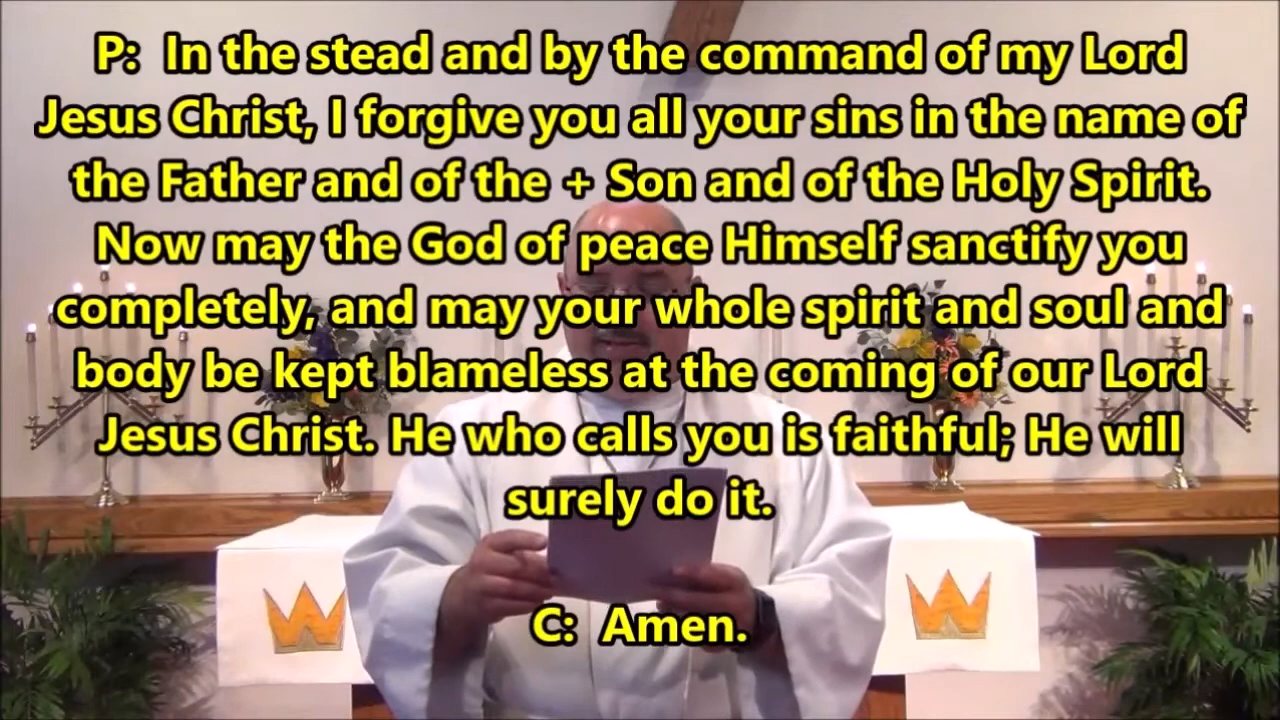 P:  In the stead and by the command of my Lord
Jesus Christ, I forgive you all your sins in the name of
the Father and of the + Son and of the Holy Spirit.
Now may the God of peace Himself sanctify you
completely, and may your whole spirit and soul and
body be kept blameless at the coming of our Lord
Jesus Christ. He who calls you is faithful; He will
surely do it.
C:  Amen.